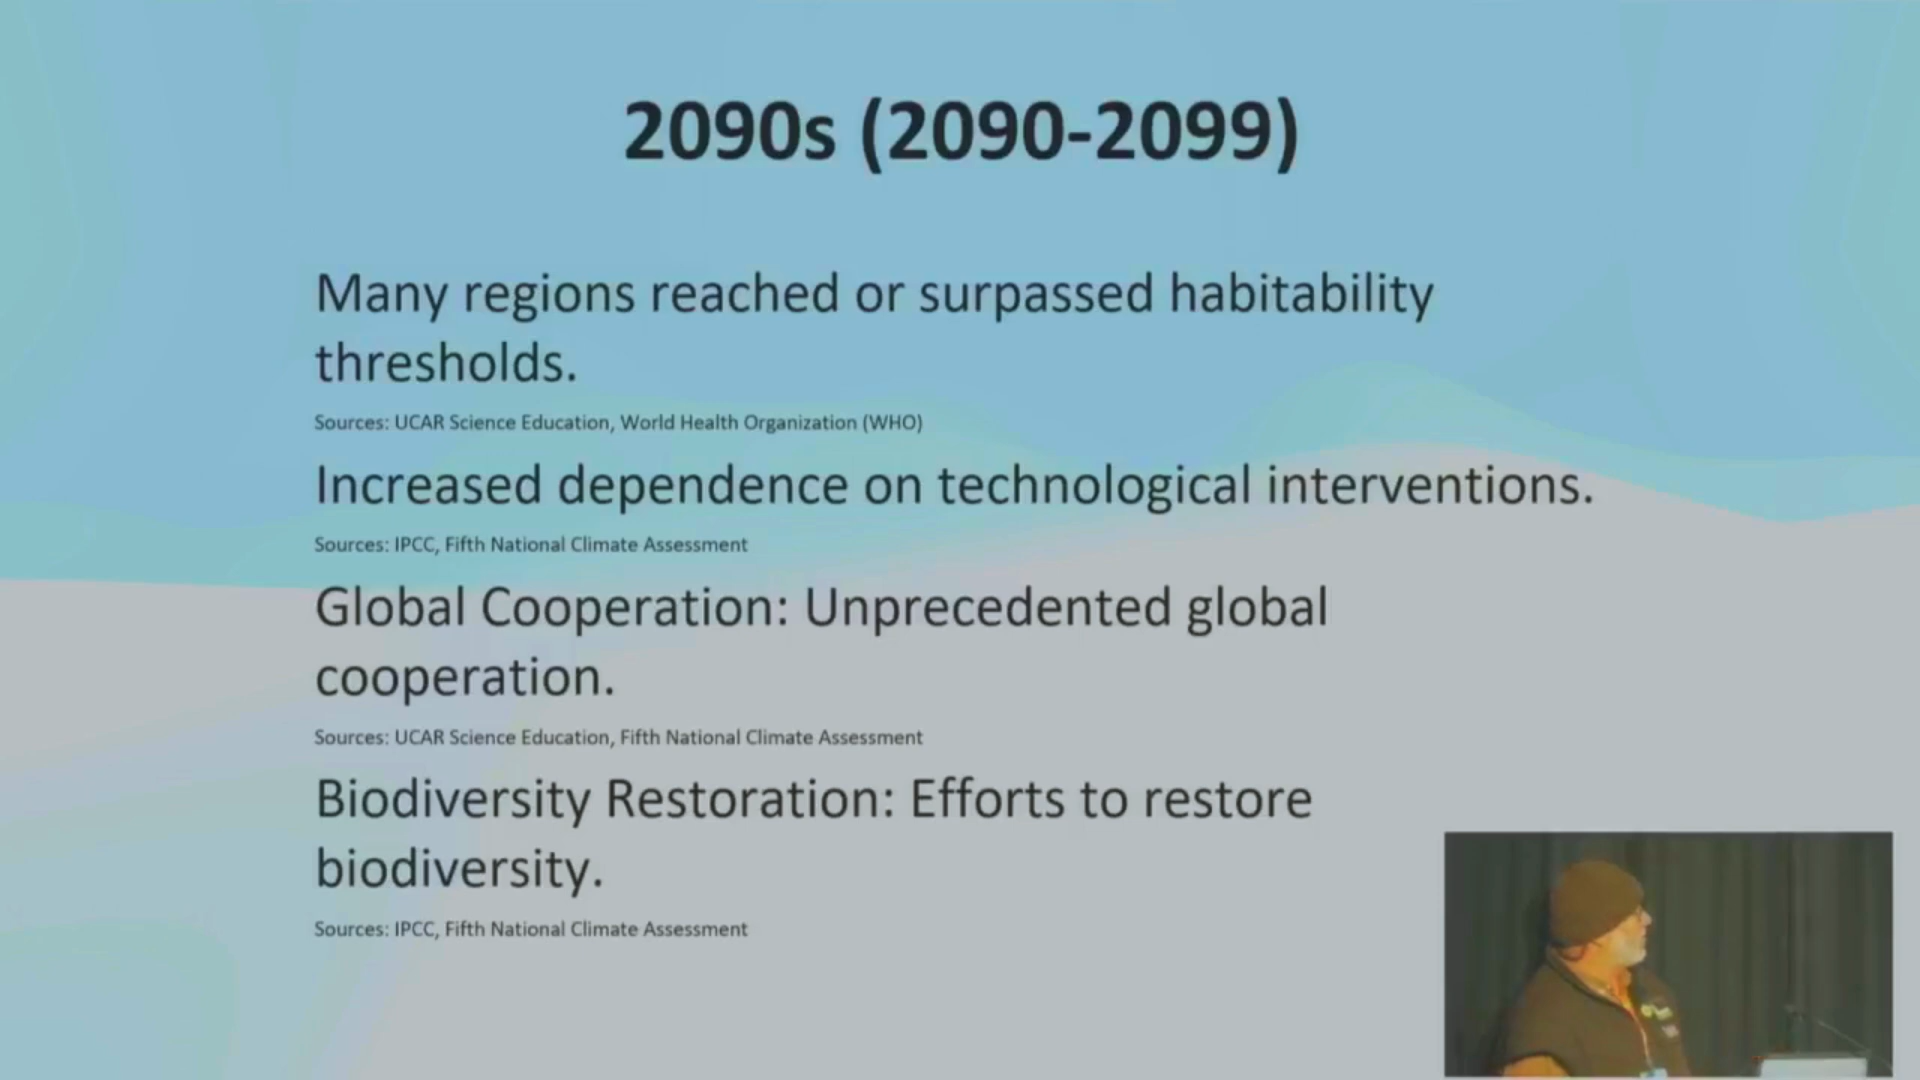 2090s (2090-2099)
Many regions reached or surpassed habitability
thresholds.
Sources: UCAR Science Education, World Health Organization (WHO)
Increased dependence on technological interventions.
Sources: IPCC, Fifth National Climate Assessment
Global Cooperation: Unprecedented global
cooperation.
Sources: UCAR Science Education, Fifth National Climate Assessment
Biodiversity Restoration: Efforts to restore
biodiversity.
Sources: IPCC, Fifth National Climate Assessment